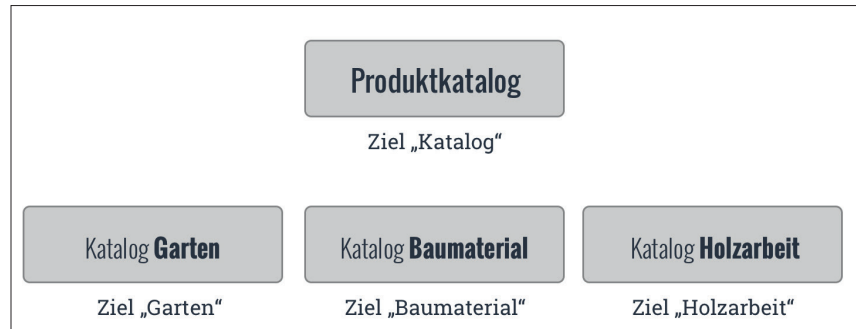 Produktkatalog
Ziel „Katalog“
Katalog Garten
Katalog Baumaterial
Katalog Holzarbeit
Ziel „Garten“
Ziel „Baumaterial“
Ziel „Holzarbeit“